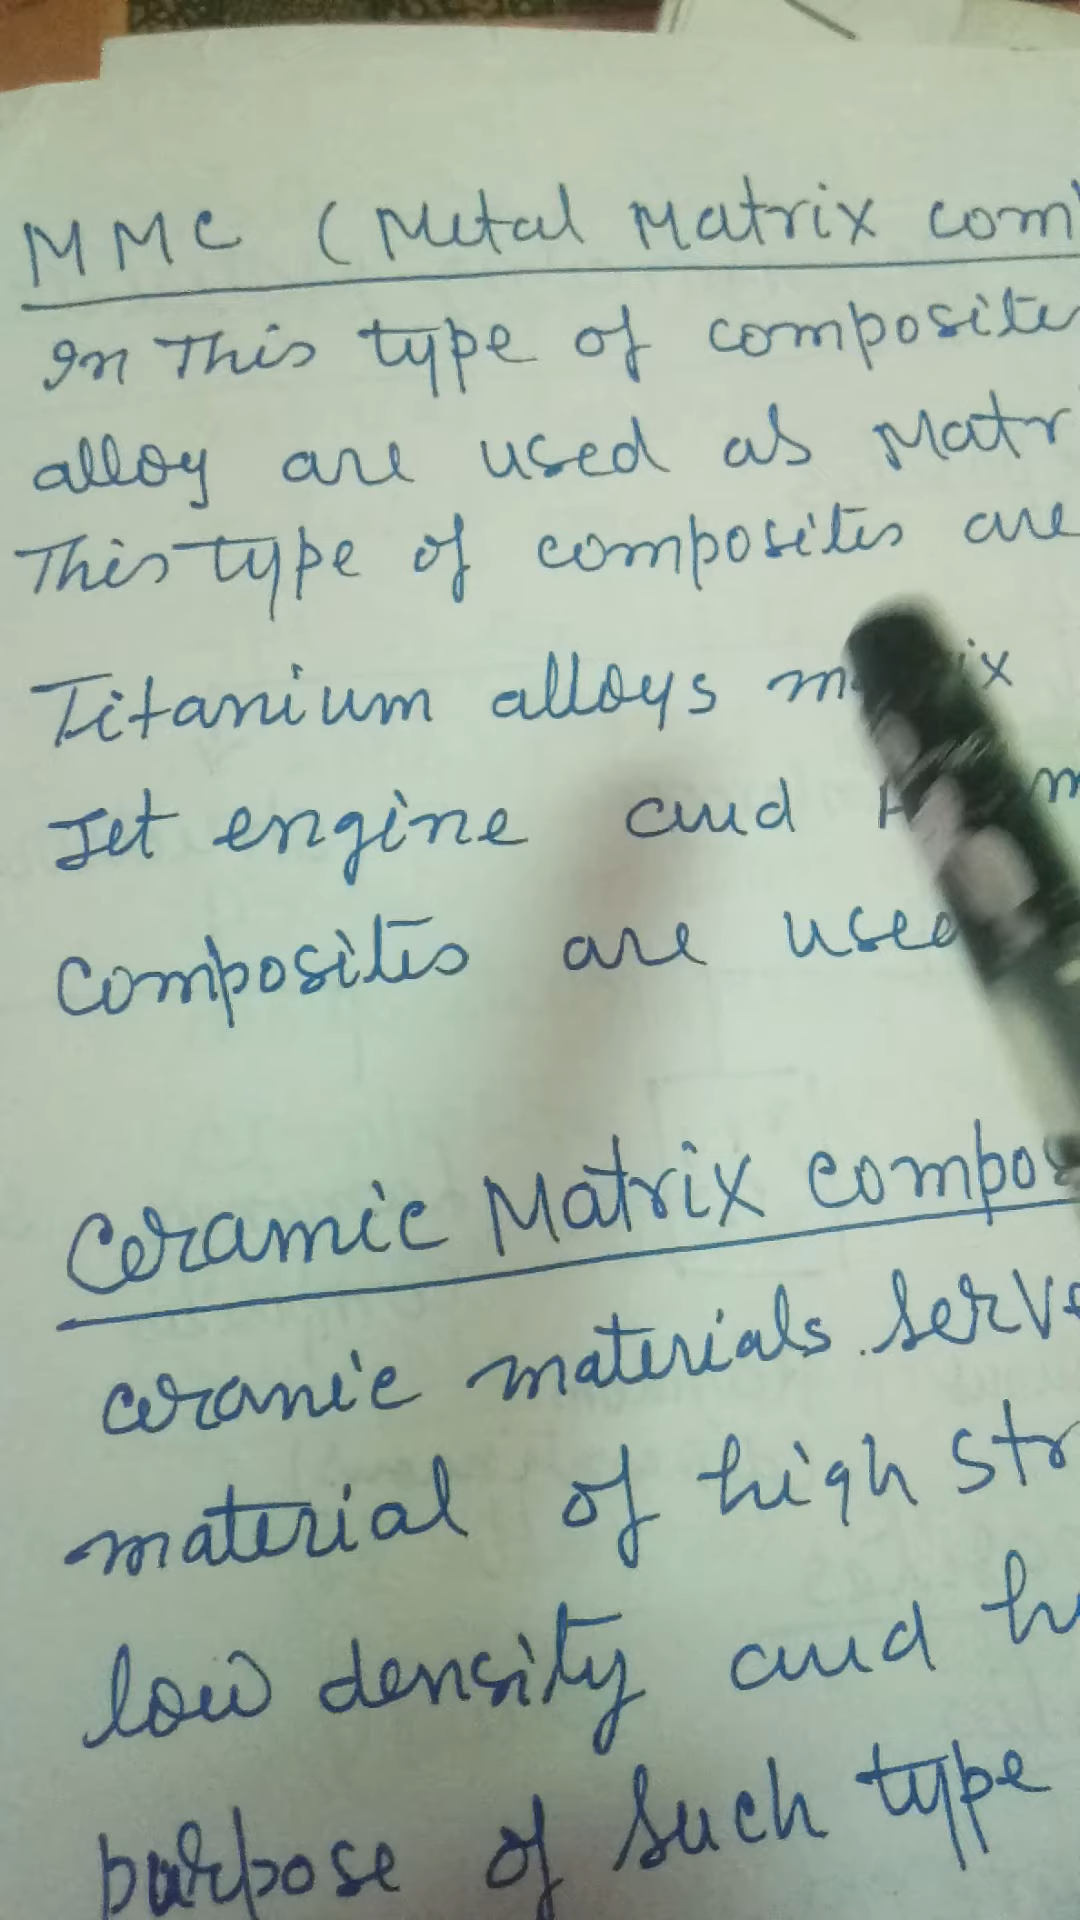 MMC (Metal Matrix com
In This type of composite
alloy are used as Matr
This type of composites are
Titanium alloys
Jet engine and
Composites are used
Ceramic Matrix compos
ceramic materials serve
material of high str
low density and h
purpose of such type